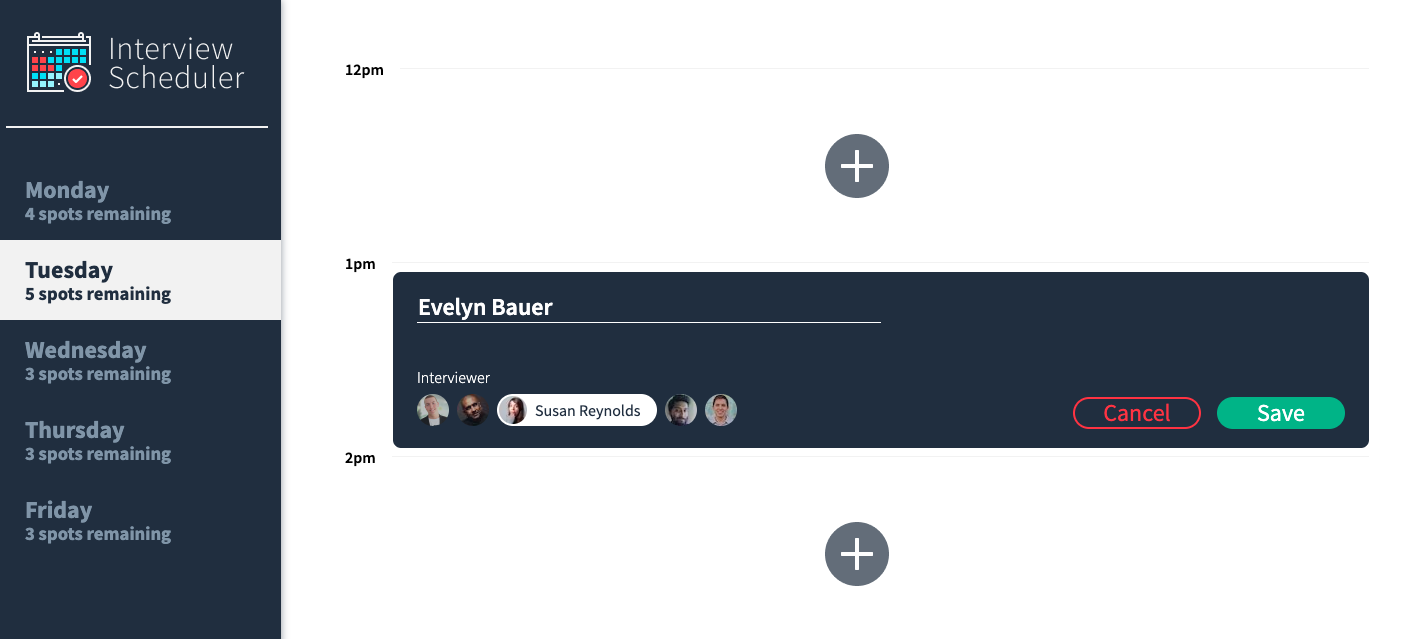 Interview
Scheduler
Monday
4 spots remaining
Tuesday
5 spots remaining
Wednesday
3 spots remaining
Thursday
3 spots remaining
Friday
3 spots remaining
12pm
1pm
Evelyn Bauer
Interviewer
Susan Reynolds
Cancel
Save
2pm